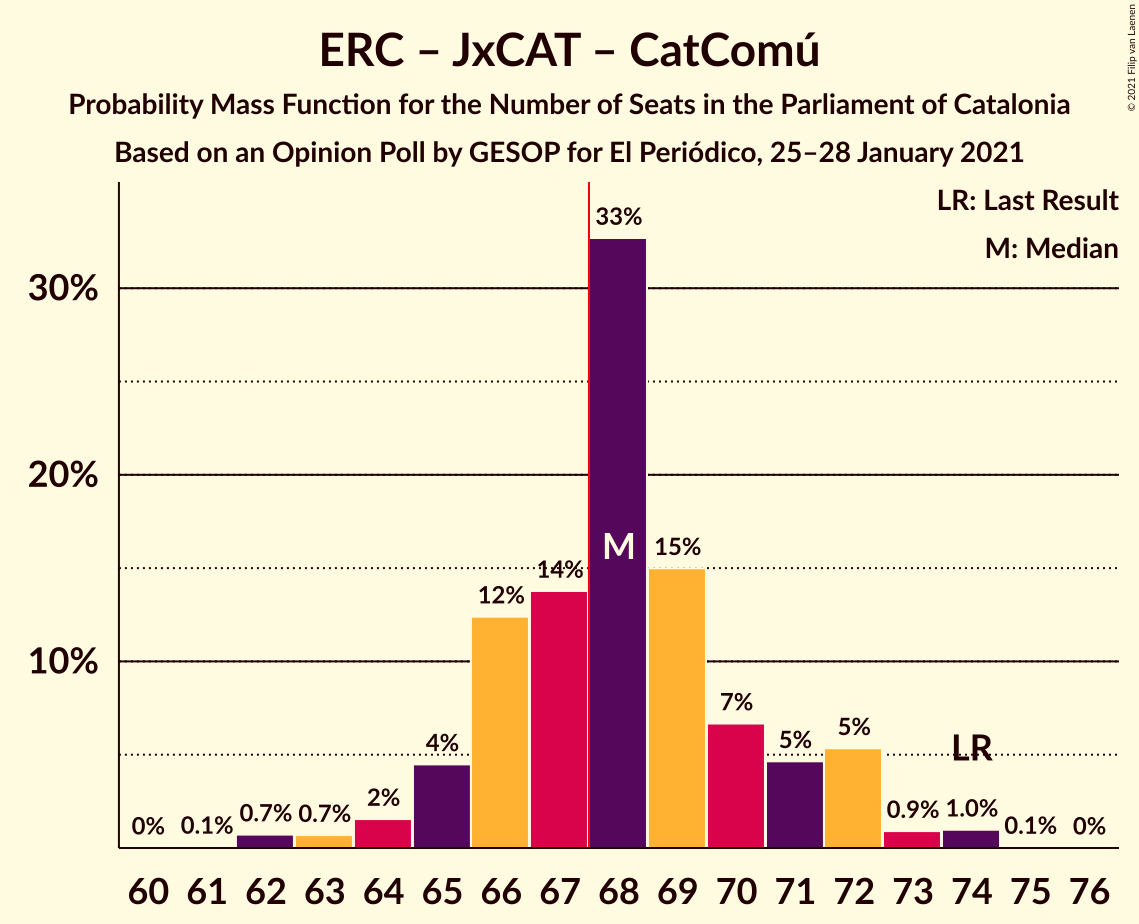 ERC – JxCAT – CatComú
Probability Mass Function for the Number of Seats in the Parliament of Catalonia
Based on an Opinion Poll by GESOP for El Periódico, 25–28 January 2021
© 2021 Filip van Laenen
LR: Last Result
M: Median
30%
20%
10%
0%
0.1%
0.7%
0.7%
2%
4%
12%
14%
33%
M
15%
7%
5%
5%
0.9%
LR
1.0%
0.1%
0%
60 61 62 63 64 65 66 67 68 69 70 71 72 73 74 75 76